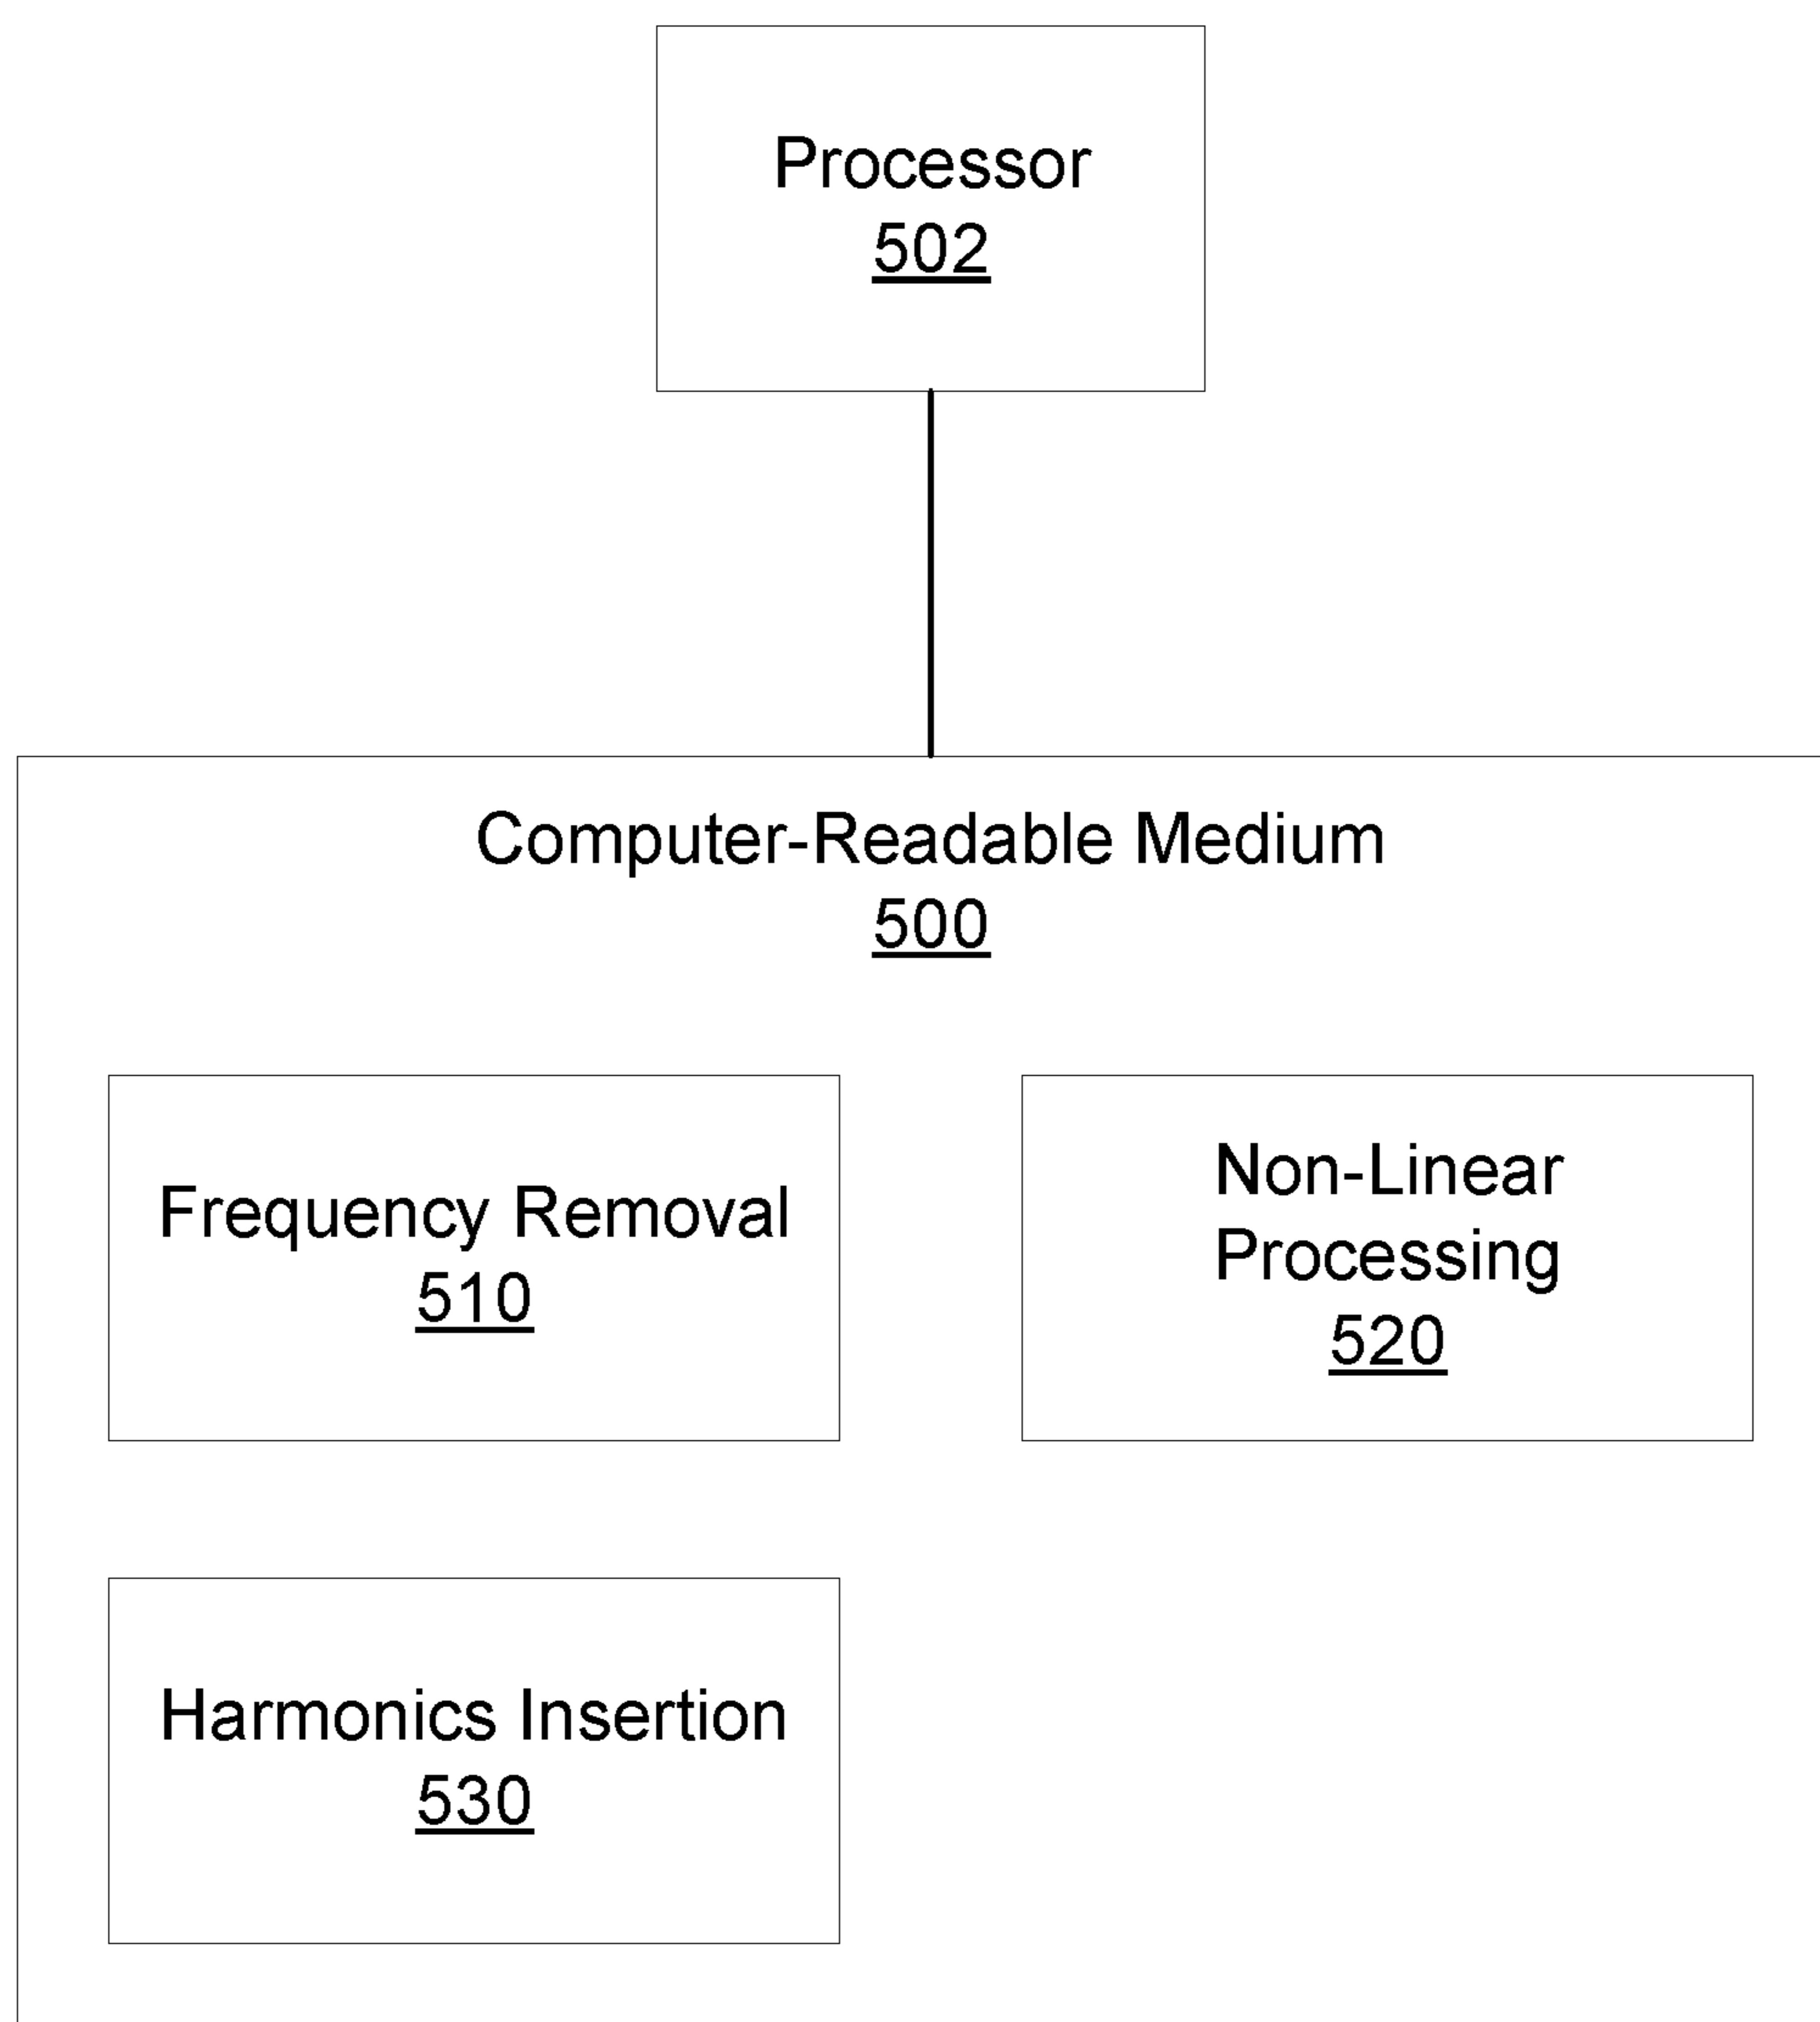 Processor
502
Computer-Readable Medium
500
Frequency Removal
510
Non-Linear
Processing
520
Harmonics Insertion
530